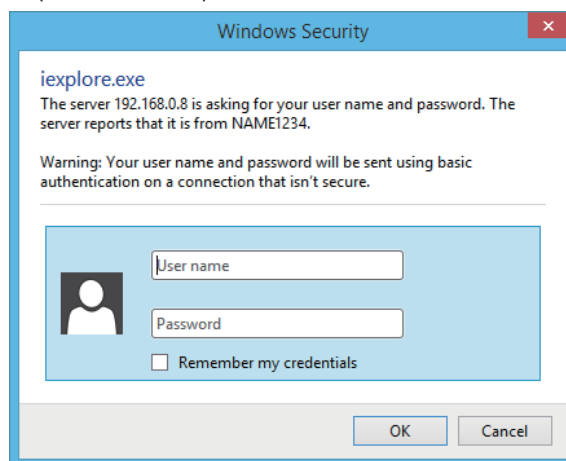 Windows Security
iexplore.exe
The server 192.168.0.8 is asking for your user name and password. The
server reports that it is from NAME1234.
Warning: Your user name and password will be sent using basic
authentication on a connection that isn't secure.
User name
Password
Remember my credentials
OK Cancel